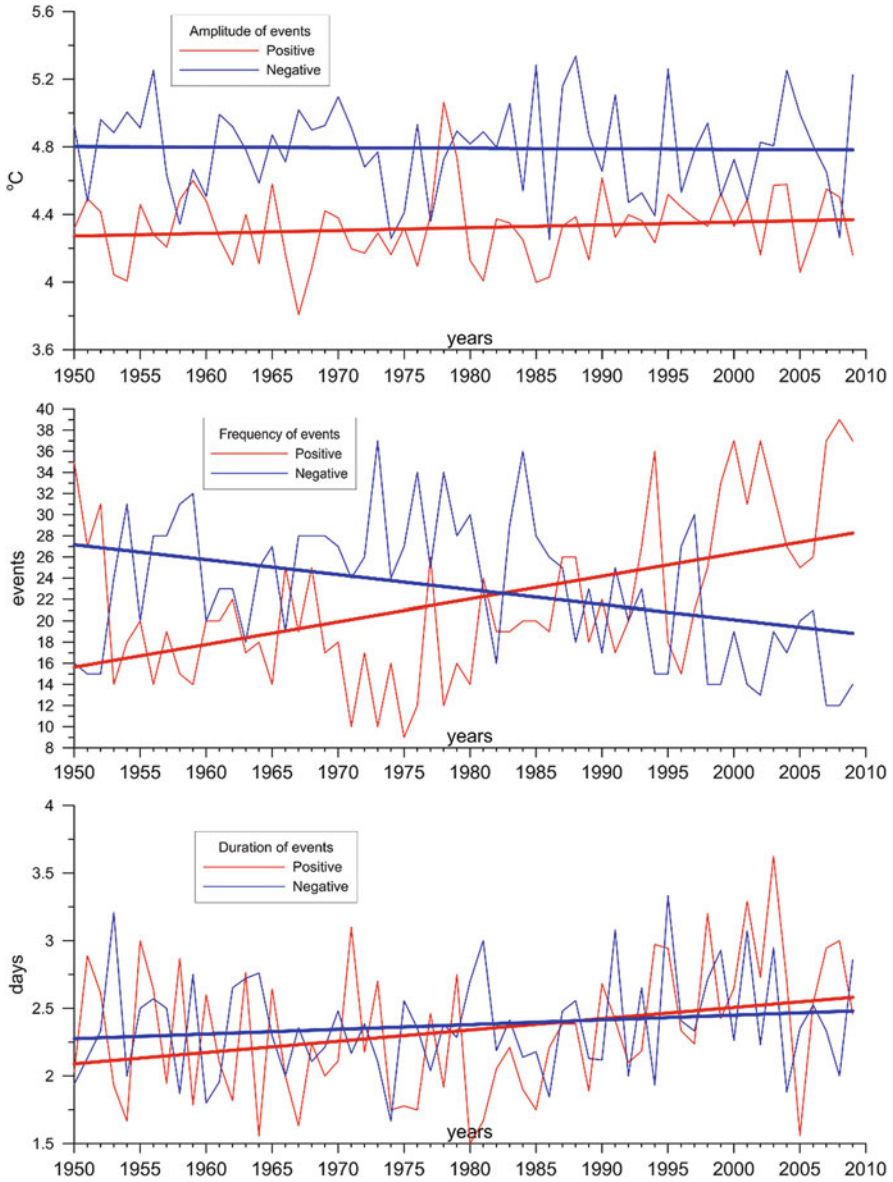 5.6
Amplitude of events
Positive
Negative
5.2
4.8
°C
4.4
4
3.6
years
1950 1955 1960 1965 1970 1975 1980 1985 1990 1995 2000 2005 2010
40
38
36
34
32
30
28
26
24
22
20
18
16
14
12
10
8
Frequency of events
Positive
Negative
events
years
1950 1955 1960 1965 1970 1975 1980 1985 1990 1995 2000 2005 2010
4
3.5
3
2.5
2
1.5
Duration of events
Positive
Negative
days
years
1950 1955 1960 1965 1970 1975 1980 1985 1990 1995 2000 2005 2010